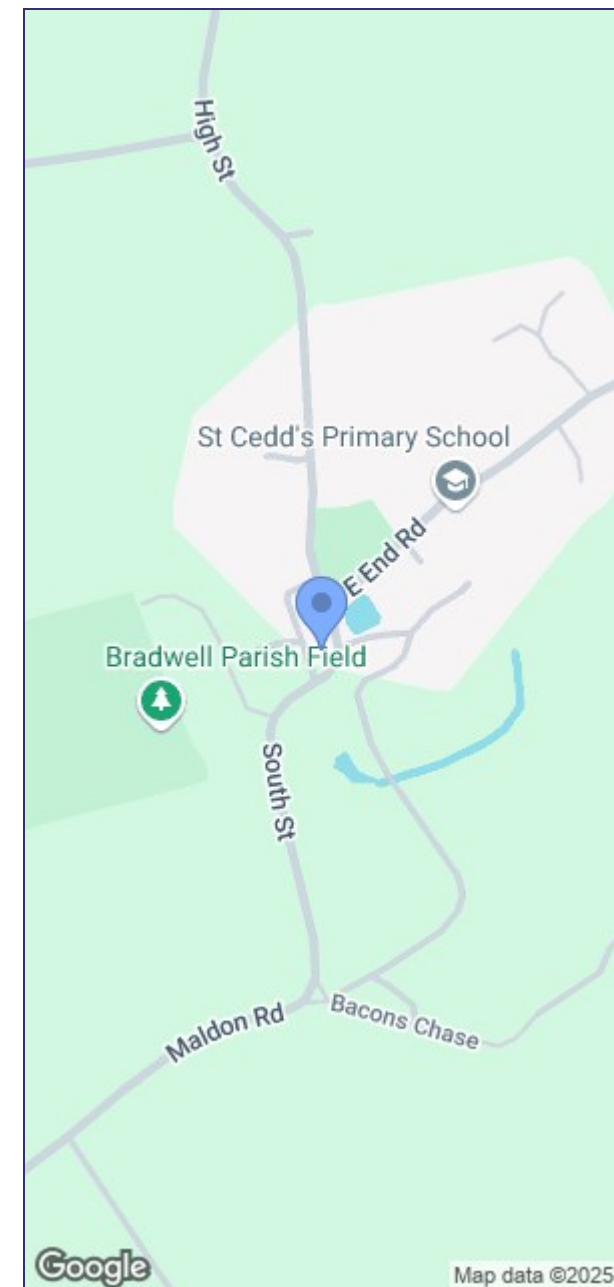 High St
St Cedd's Primary School
E End Rd
Bradwell Parish Field
South St
Maldon Rd
Bacons Chase
Google
Map data ©2025